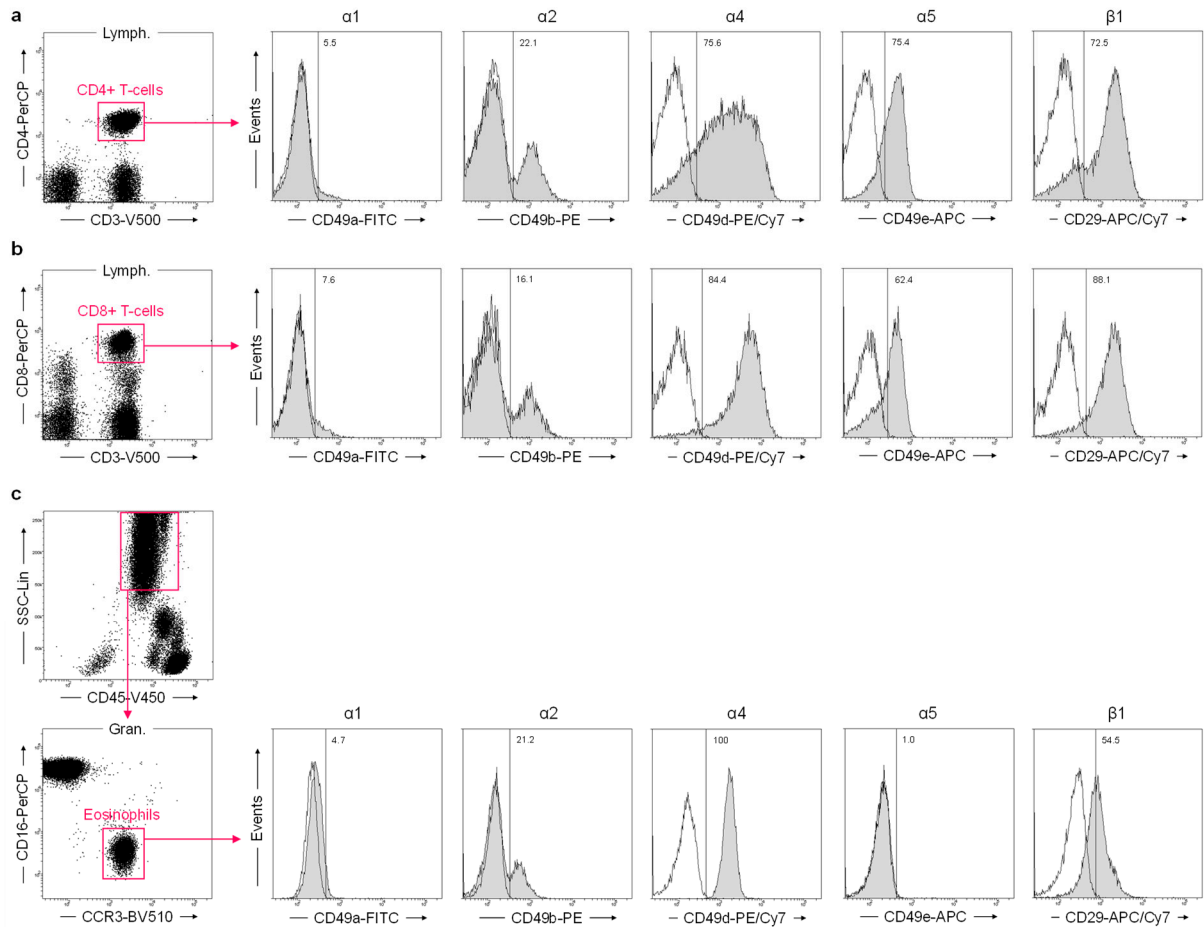 a
α1
α2
α4
α5
β1
Lymph.
CD4+ T-cells
CD4-PerCP
CD3-V500
Events
5.5
22.1
75.6
75.4
72.5
CD49a-FITC
CD49b-PE
CD49d-PE/Cy7
CD49e-APC
CD29-APC/Cy7
b
Lymph.
CD8+ T-cells
CD8-PerCP
CD3-V500
Events
7.6
16.1
84.4
62.4
88.1
CD49a-FITC
CD49b-PE
CD49d-PE/Cy7
CD49e-APC
CD29-APC/Cy7
c
SSC-Lin
CD45-V450
α1
α2
α4
α5
β1
Gran.
Eosinophils
CD16-PerCP
CCR3-BV510
Events
4.7
21.2
100
1.0
54.5
CD49a-FITC
CD49b-PE
CD49d-PE/Cy7
CD49e-APC
CD29-APC/Cy7